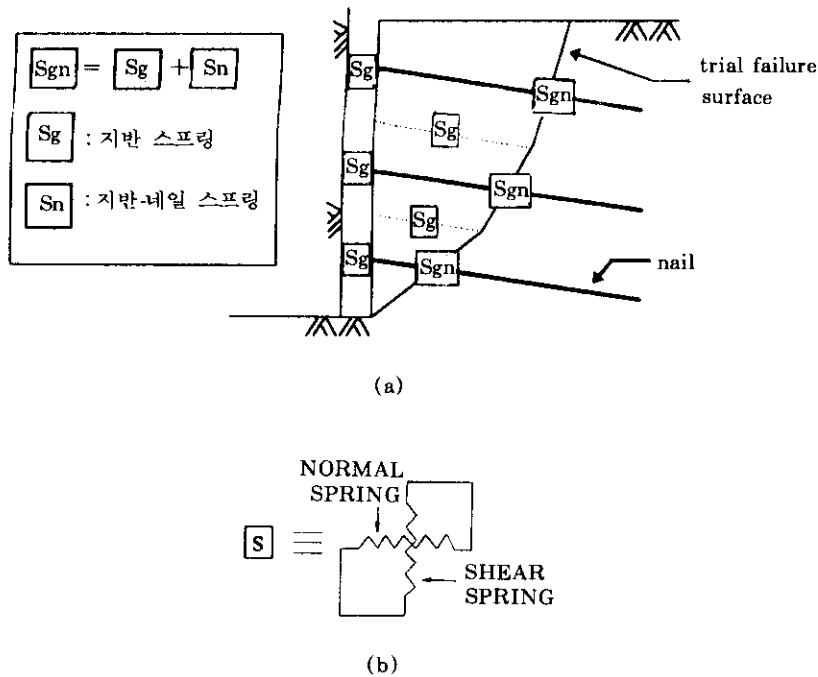 Sgn = Sg + Sn
Sg : 지반 스프링
Sn : 지반-네일 스프링
Sg
Sgn
trial failure
surface
Sg
Sg
Sgn
Sg
Sg
Sgn
nail
(a)
NORMAL
SPRING
S ≡
SHEAR
SPRING
(b)